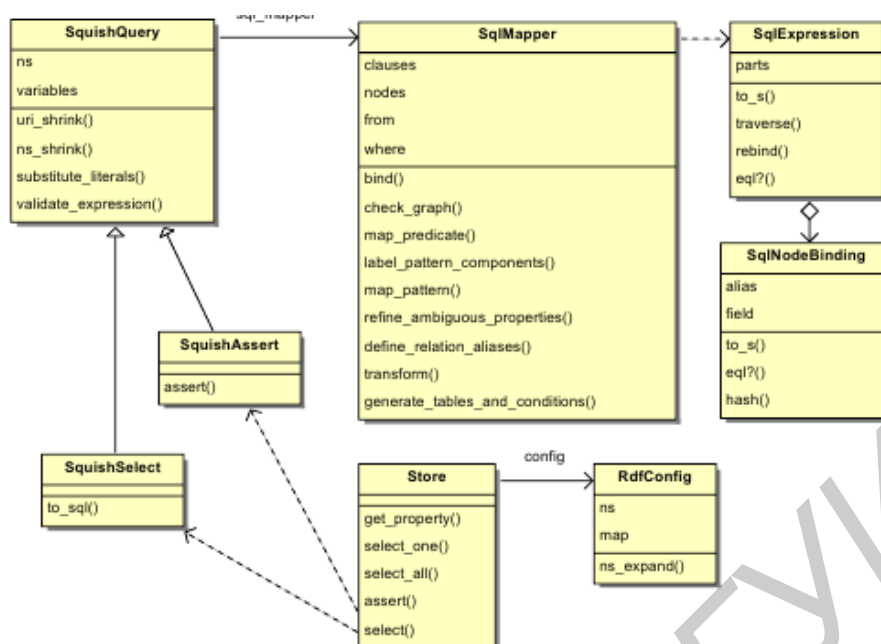 sql_mapper
SquishQuery
ns
variables
uri_shrink()
ns_shrink()
substitute_literals()
validate_expression()
SqlMapper
clauses
nodes
from
where
bind()
check_graph()
map_predicate()
label_pattern_components()
map_pattern()
refine_ambiguous_properties()
define_relation_aliases()
transform()
generate_tables_and_conditions()
SqlExpression
parts
to_s()
traverse()
rebind()
eql?()
SqlNodeBinding
alias
field
to_s()
eql?()
hash()
SquishAssert
assert()
SquishSelect
to_sql()
Store
get_property()
select_one()
select_all()
assert()
select()
config
RdfConfig
ns
map
ns_expand()